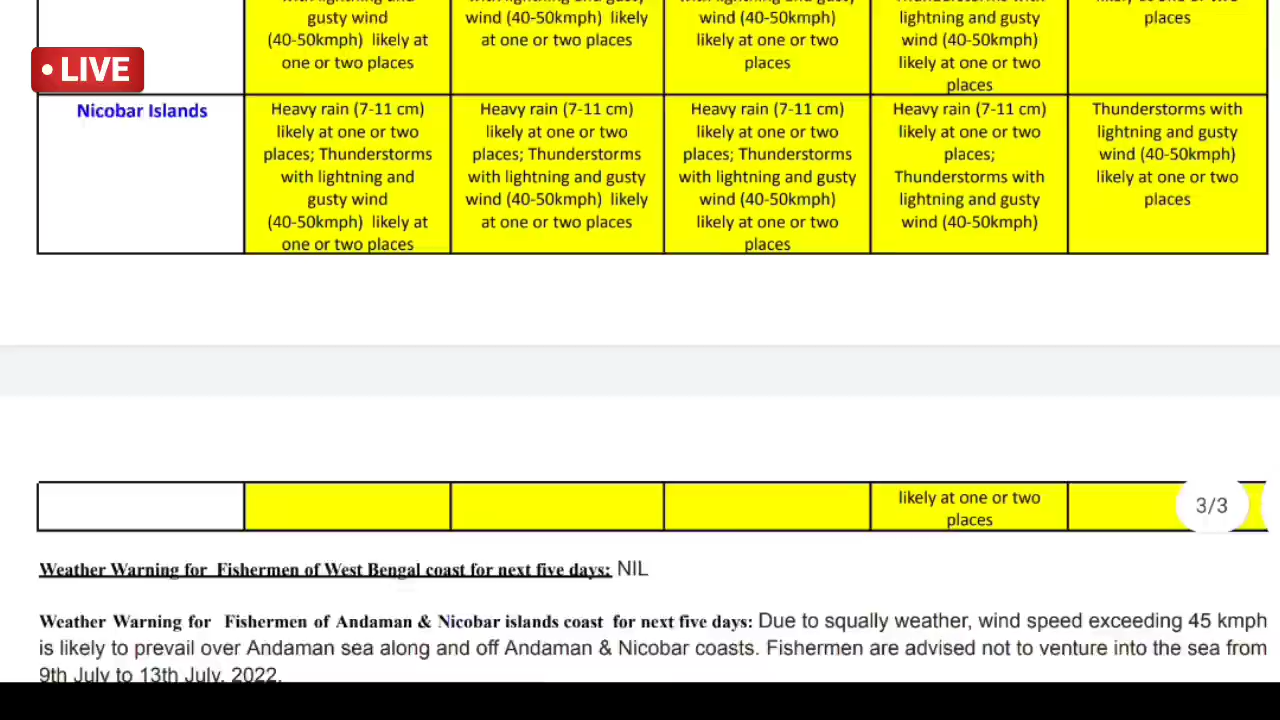 gusty wind
(40-50kmph) likely at
one or two places
wind (40-50kmph) likely
at one or two places
wind (40-50kmph)
likely at one or two
places
lightning and gusty
wind (40-50kmph)
likely at one or two
places
places
• LIVE
Nicobar Islands
Heavy rain (7-11 cm)
likely at one or two
places; Thunderstorms
with lightning and
gusty wind
(40-50kmph) likely at
one or two places
Heavy rain (7-11 cm)
likely at one or two
places; Thunderstorms
with lightning and gusty
wind (40-50kmph) likely
at one or two places
Heavy rain (7-11 cm)
likely at one or two
places; Thunderstorms
with lightning and gusty
wind (40-50kmph)
likely at one or two
places
Heavy rain (7-11 cm)
likely at one or two
places;
Thunderstorms with
lightning and gusty
wind (40-50kmph)
Thunderstorms with
lightning and gusty
wind (40-50kmph)
likely at one or two
places
likely at one or two
places
3/3
Weather Warning for Fishermen of West Bengal coast for next five days: NIL
Weather Warning for Fishermen of Andaman & Nicobar islands coast for next five days: Due to squally weather, wind speed exceeding 45 kmph
is likely to prevail over Andaman sea along and off Andaman & Nicobar coasts. Fishermen are advised not to venture into the sea from
9th July to 13th July, 2022.